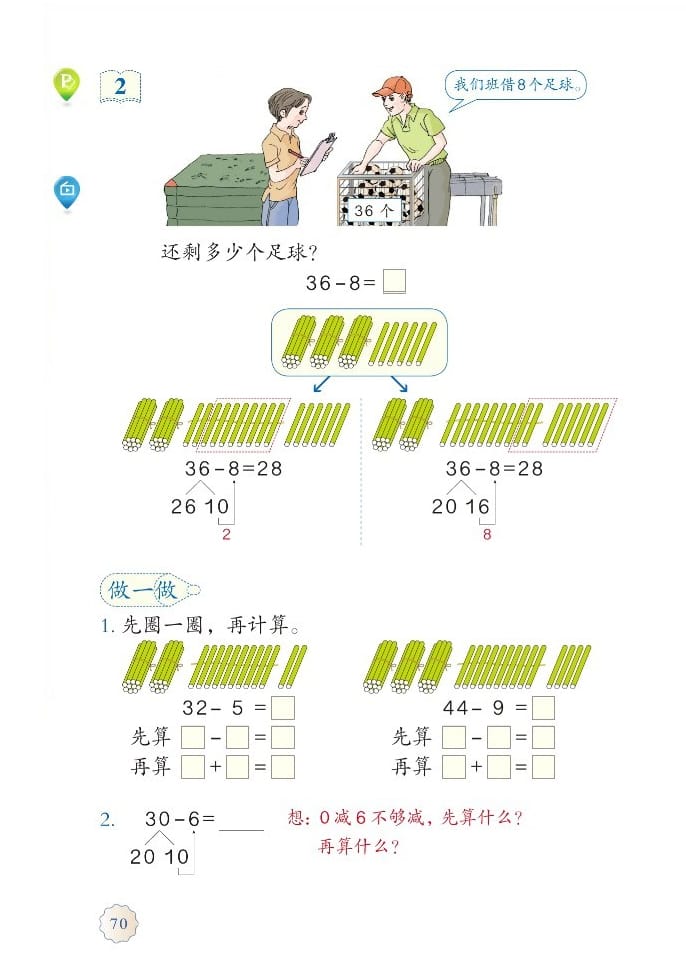 2
我们班借8个足球。
36 个
还剩多少个足球？
36-8=□
36-8=28
26 10
2
36-8=28
20 16
8
做一做
1. 先圈一圈，再计算。
32- 5 =□
先算 □-□=□
再算 □+□=□
44- 9 =□
先算 □-□=□
再算 □+□=□
2. 30-6=____ 想：0减6不够减，先算什么？
再算什么？
20 10
70